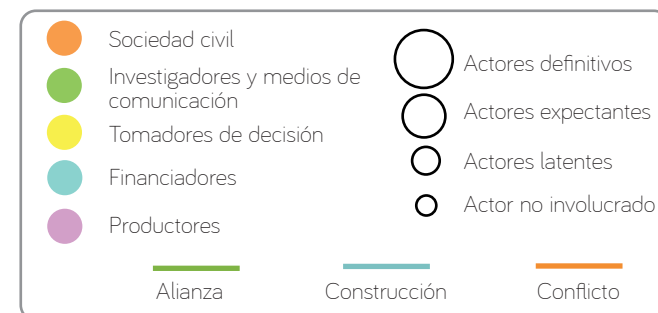 Sociedad civil
Investigadores y medios de
comunicación
Tomadores de decisión
Financiadores
Productores
Actores definitivos
Actores expectantes
Actores latentes
Actor no involucrado
Alianza
Construcción
Conflicto